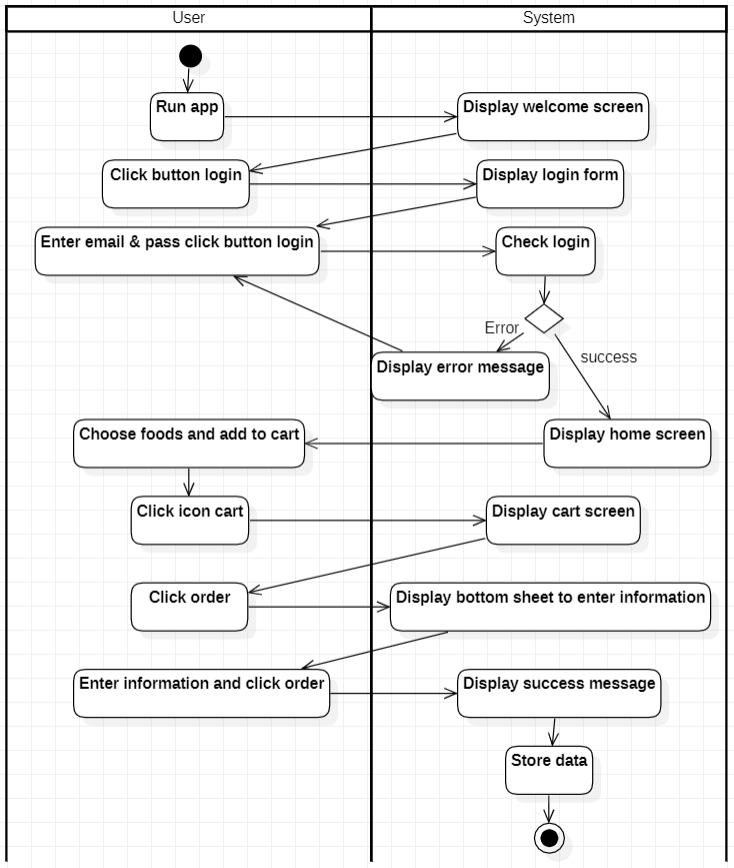 User
System
Run app
Display welcome screen
Click button login
Display login form
Enter email & pass click button login
Check login
Error
success
Display error message
Choose foods and add to cart
Display home screen
Click icon cart
Display cart screen
Click order
Display bottom sheet to enter information
Enter information and click order
Display success message
Store data